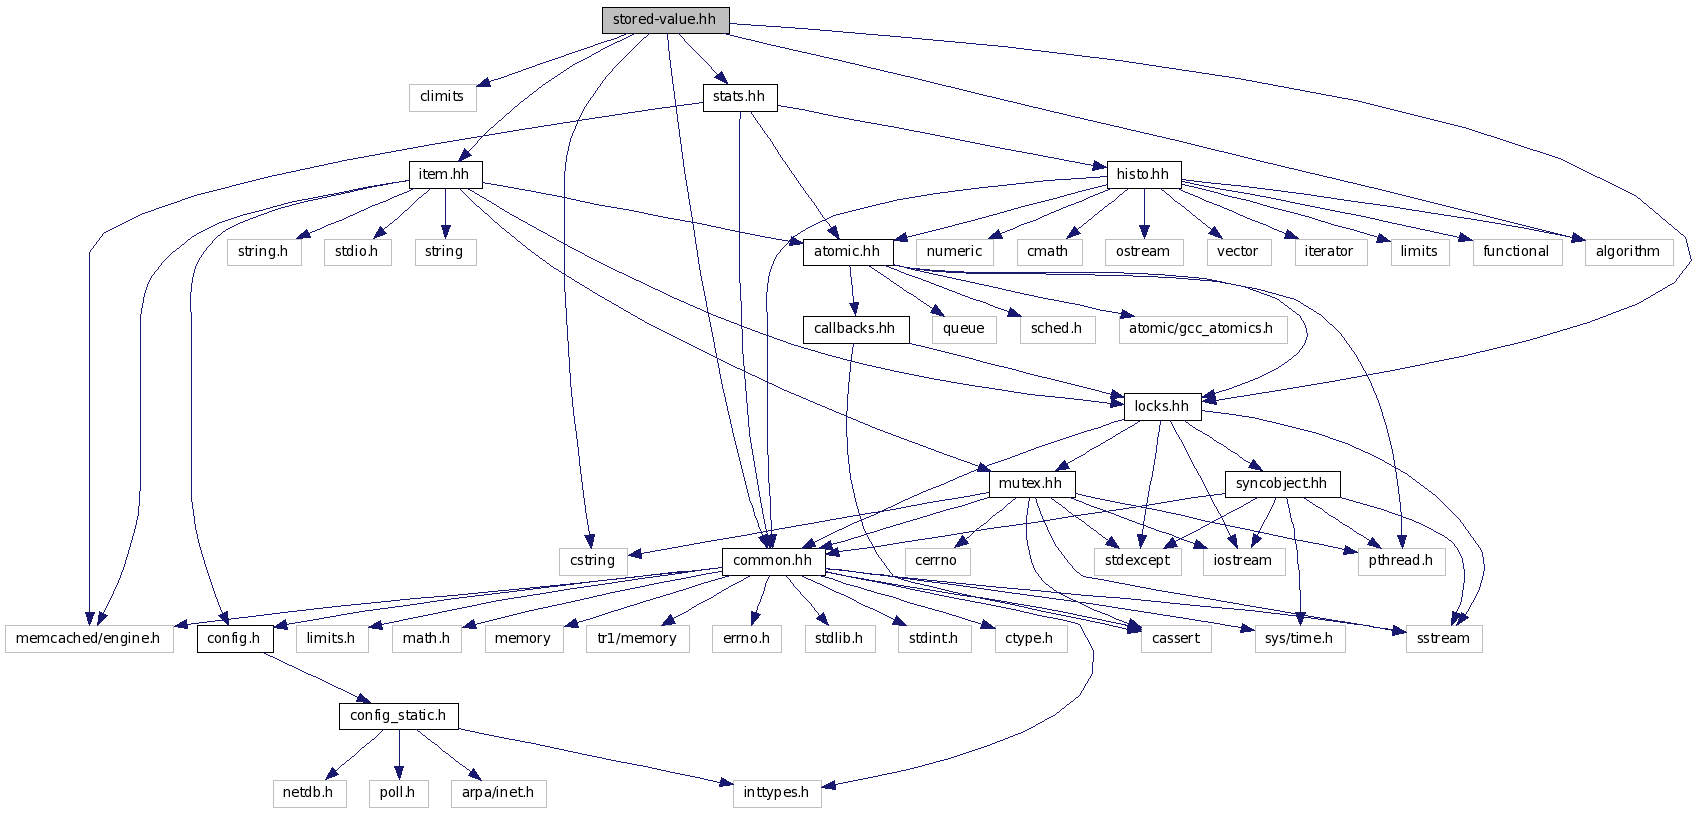 stored-value.hh
climits
stats.hh
item.hh
histo.hh
string.h
stdio.h
string
atomic.hh
numeric
cmath
ostream
vector
iterator
limits
functional
algorithm
callbacks.hh
queue
sched.h
atomic/gcc_atomics.h
locks.hh
mutex.hh
syncobject.hh
cstring
common.hh
cerrno
stdexcept
iostream
pthread.h
memcached/engine.h
config.h
limits.h
math.h
memory
tr1/memory
errno.h
stdlib.h
stdint.h
ctype.h
cassert
sys/time.h
sstream
config_static.h
netdb.h
poll.h
arpa/inet.h
inttypes.h